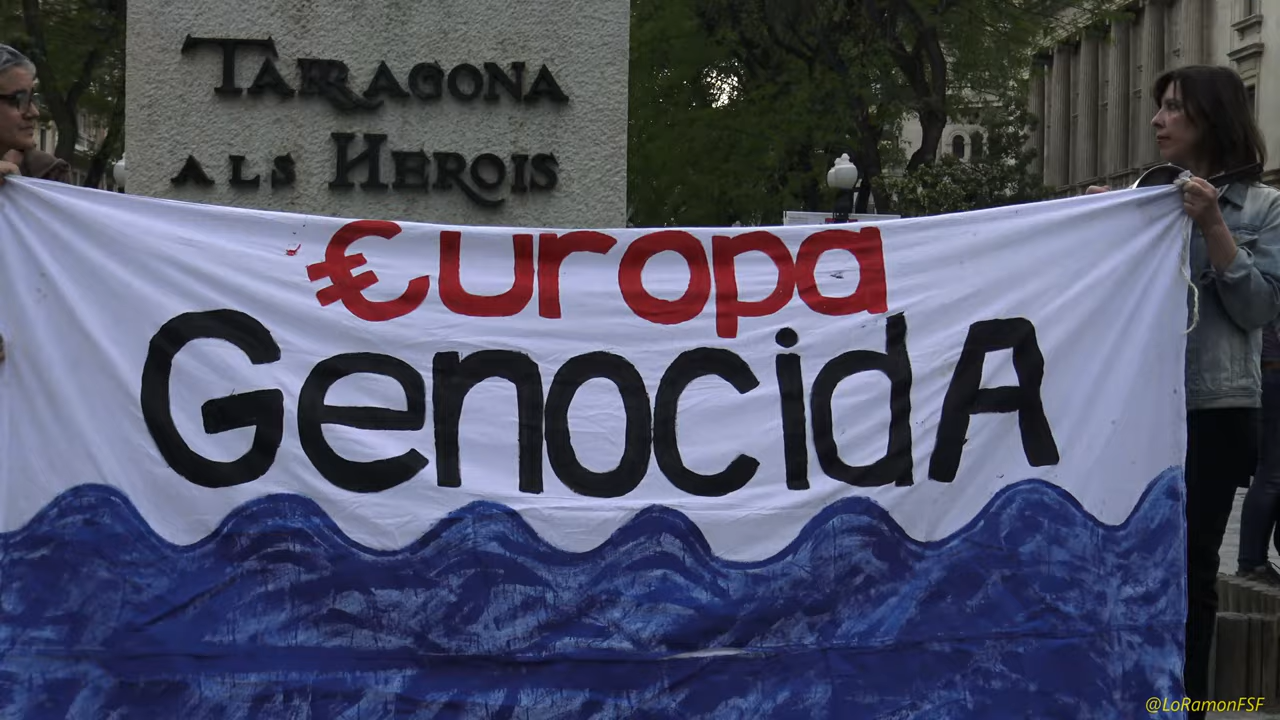 TARRAGONA
ALS HEROIS
€uropa
GenocidA
@LoRamonFSF